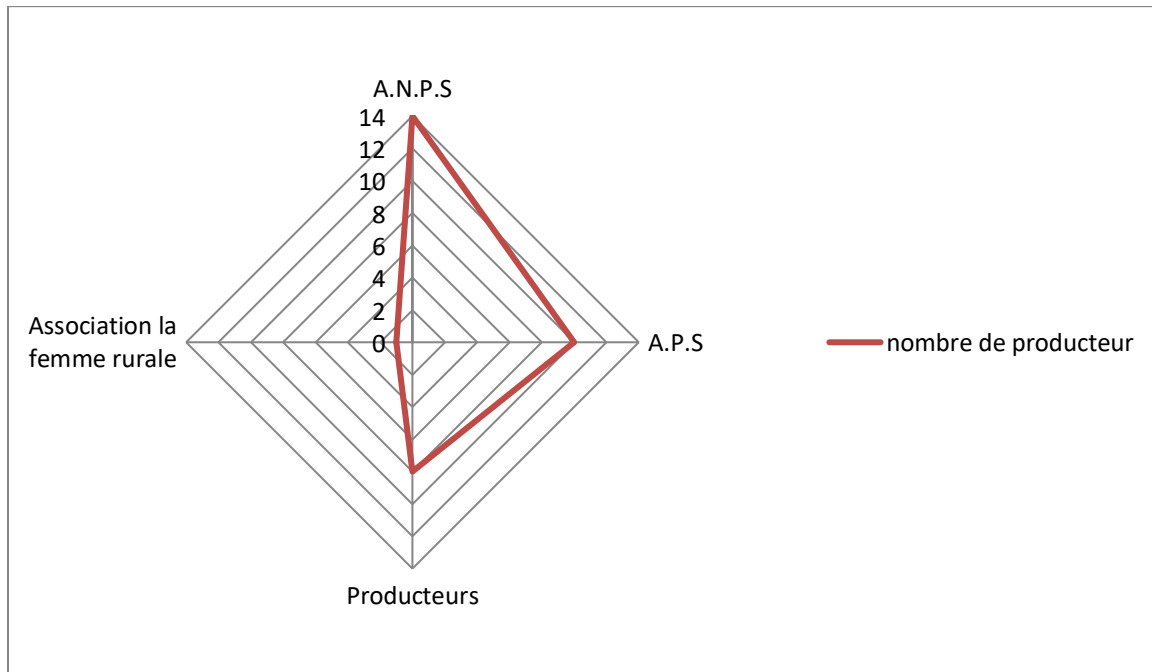 A.N.P.S
14
12
10
8
6
4
2
0
A.P.S
Producteurs
Association la
femme rurale
nombre de producteur